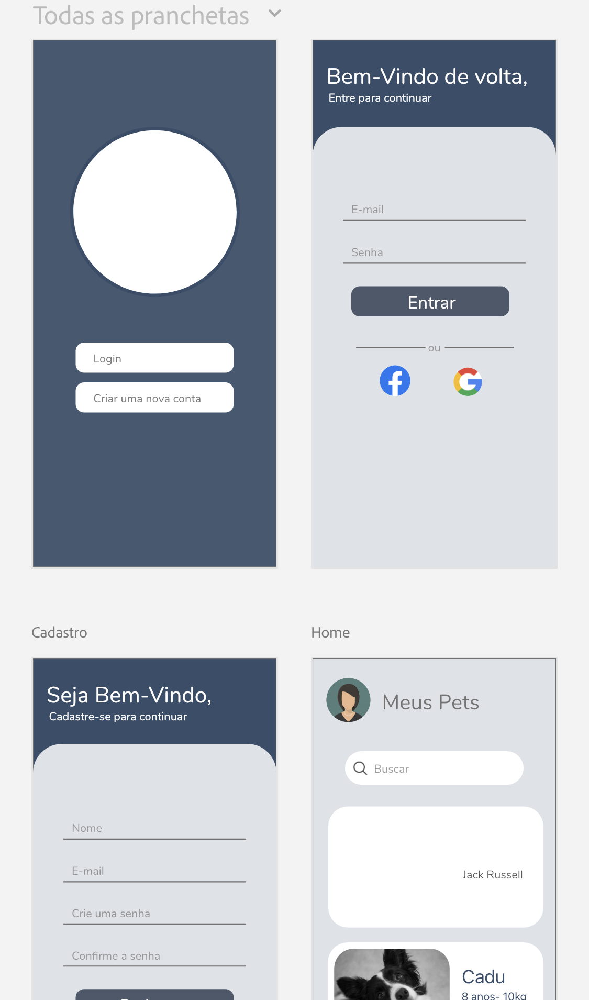 Todas as pranchetas
Login
Criar uma nova conta
Bem-Vindo de volta,
Entre para continuar
E-mail
Senha
Entrar
ou
Cadastro
Seja Bem-Vindo,
Cadastre-se para continuar
Nome
E-mail
Crie uma senha
Confirme a senha
Home
Meus Pets
Buscar
Jack Russell
Cadu
8 anos- 10kg